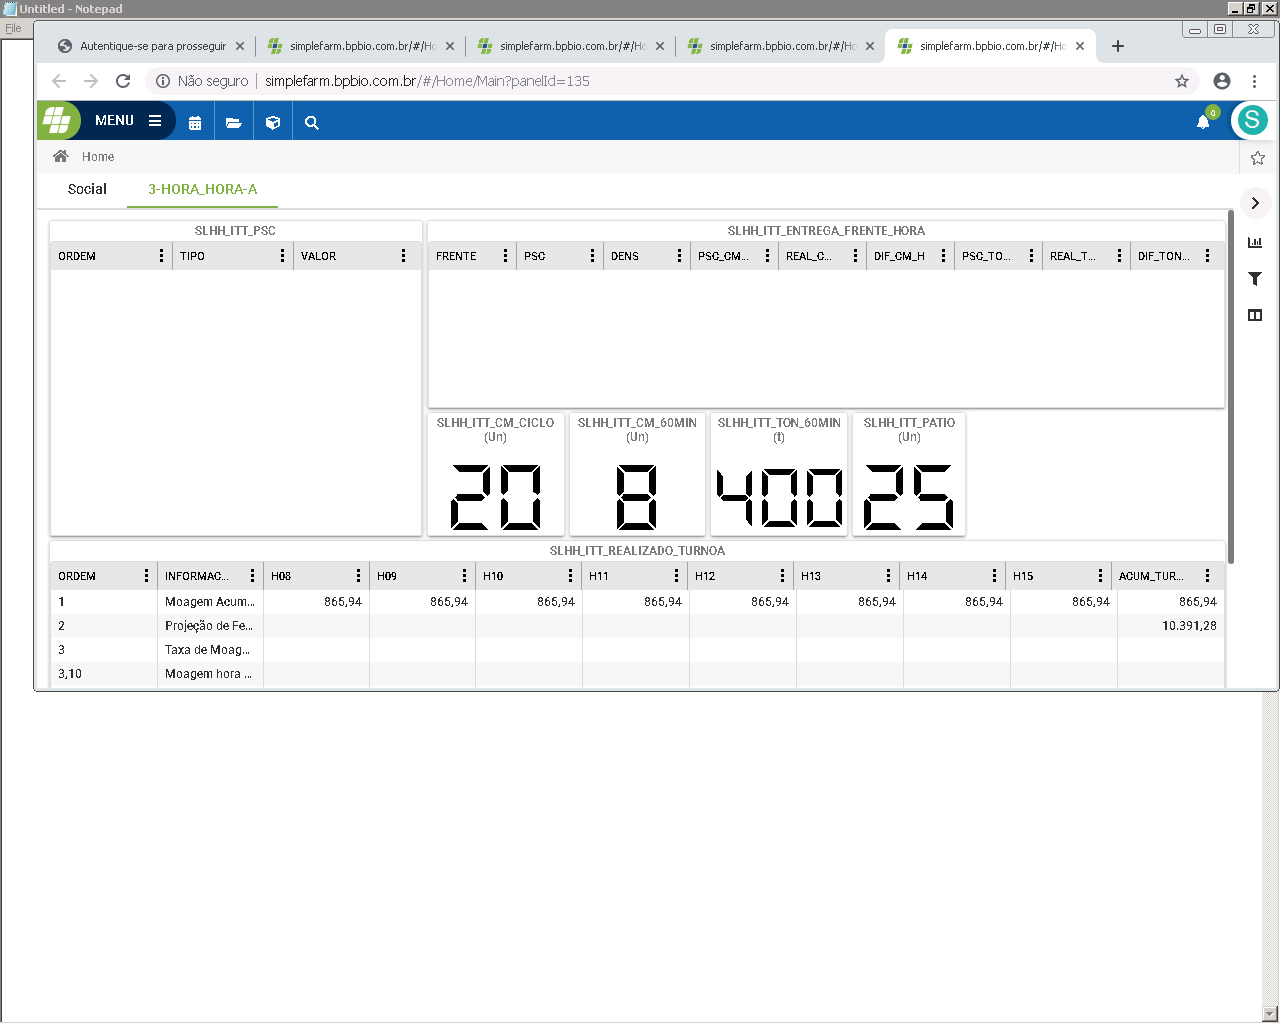 Untitled - Notepad
File
Autentique-se para prosseguir
simplefarm.bpbio.com.br/#/Ho
simplefarm.bpbio.com.br/#/Ho
simplefarm.bpbio.com.br/#/Ho
simplefarm.bpbio.com.br/#/Ho
Não seguro | simplefarm.bpbio.com.br/#/Home/Main?panelId=135
MENU
0
S
Home
Social
3-HORA_HORA-A
SLHH_ITT_PSC
ORDEM TIPO VALOR
SLHH_ITT_ENTREGA_FRENTE_HORA
FRENTE PSC DENS PSC_CM... REAL_C... DIF_CM_H PSC_TO... REAL_T... DIF_TON...
SLHH_ITT_CM_CICLO
(Un)
20
SLHH_ITT_CM_60MIN
(Un)
8
SLHH_ITT_TON_60MIN
(t)
400
SLHH_ITT_PATIO
(Un)
25
SLHH_ITT_REALIZADO_TURNOA
ORDEM INFORMAC... H08 H09 H10 H11 H12 H13 H14 H15 ACUM_TUR...
1 Moagem Acum... 865,94 865,94 865,94 865,94 865,94 865,94 865,94 865,94 865,94
2 Projeção de Fe... 10.391,28
3 Taxa de Moag...
3,10 Moagem hora ...